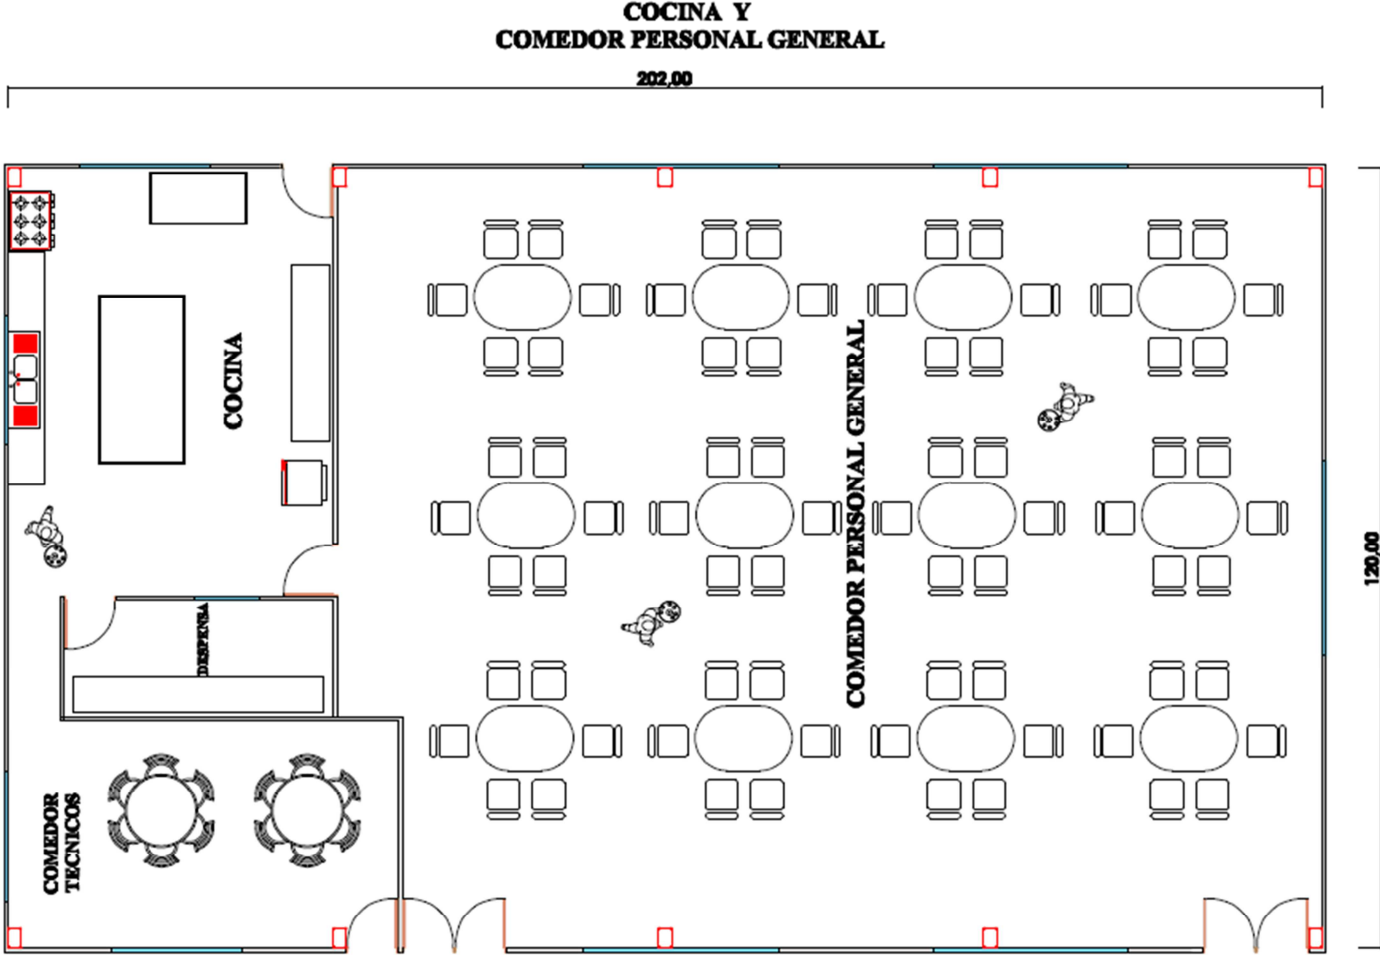 COCINA Y
COMEDOR PERSONAL GENERAL
202,00
COCINA
COMEDOR PERSONAL GENERAL
120,00
DESPENSA
COMEDOR
TECNICOS